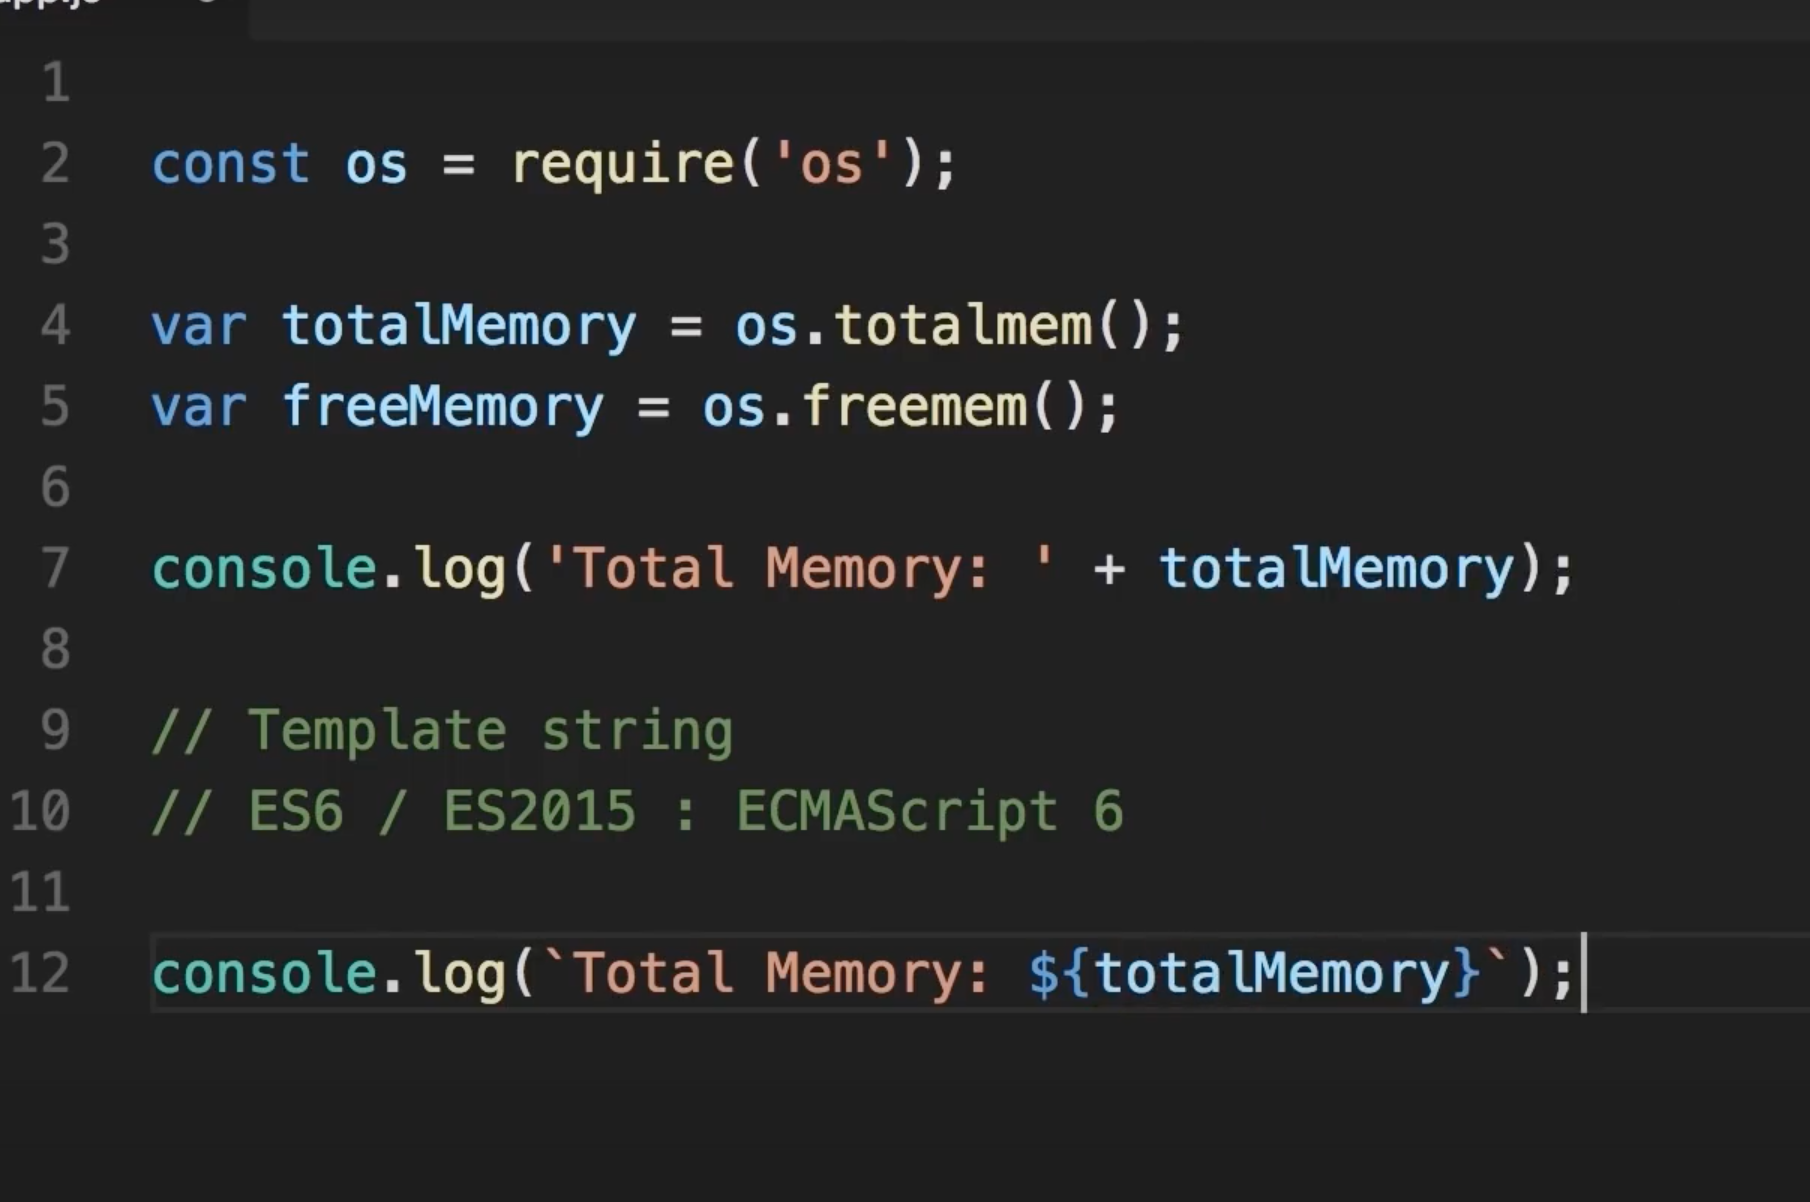 1
2 const os = require('os');
3
4 var totalMemory = os.totalmem();
5 var freeMemory = os.freemem();
6
7 console.log('Total Memory: ' + totalMemory);
8
9 // Template string
10 // ES6 / ES2015 : ECMAScript 6
11
12 console.log(`Total Memory: ${totalMemory}`);